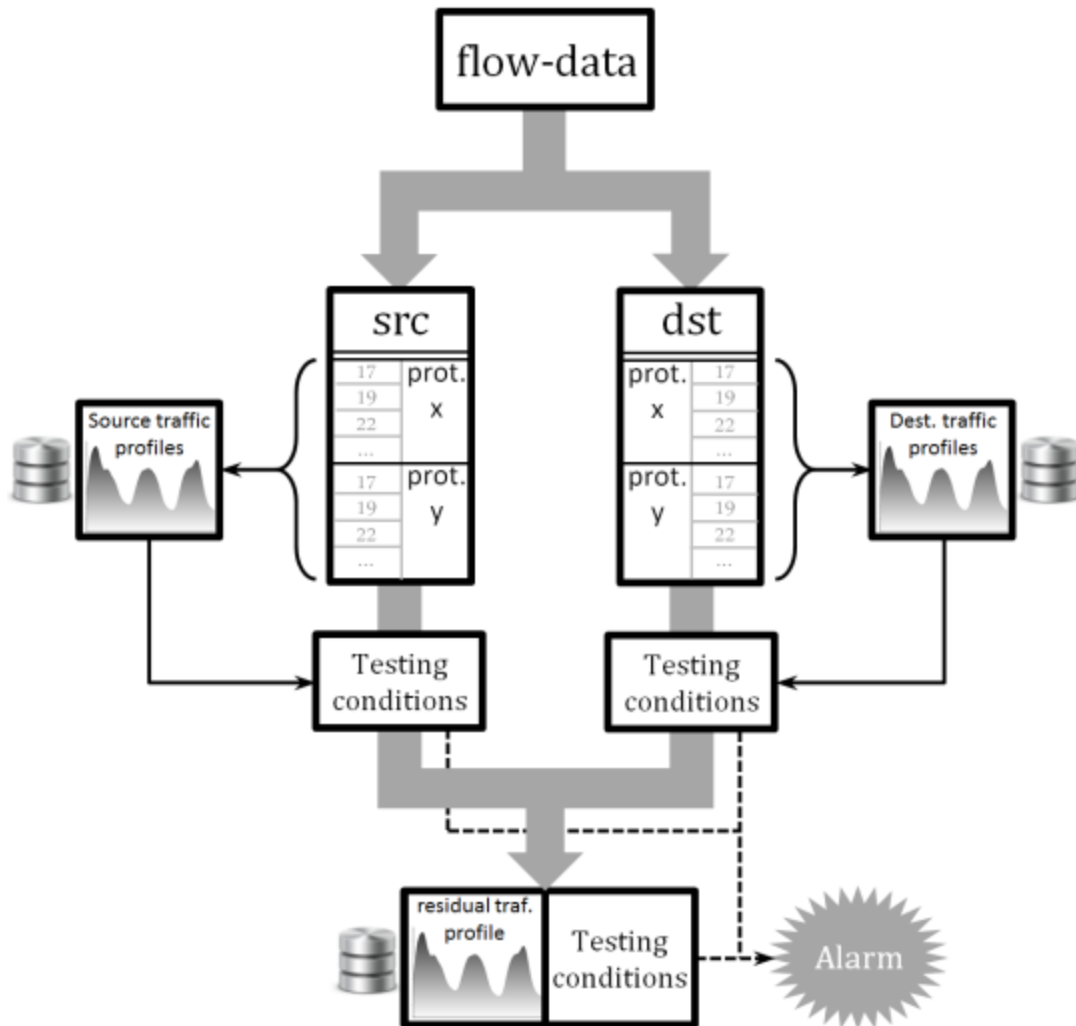 flow-data
src
17
19
22
...
prot.
x
17
19
22
...
prot.
y
dst
prot.
x
17
19
22
...
prot.
y
17
19
22
...
Source traffic
profiles
Dest. traffic
profiles
Testing
conditions
Testing
conditions
residual traf.
profile
Testing
conditions
Alarm